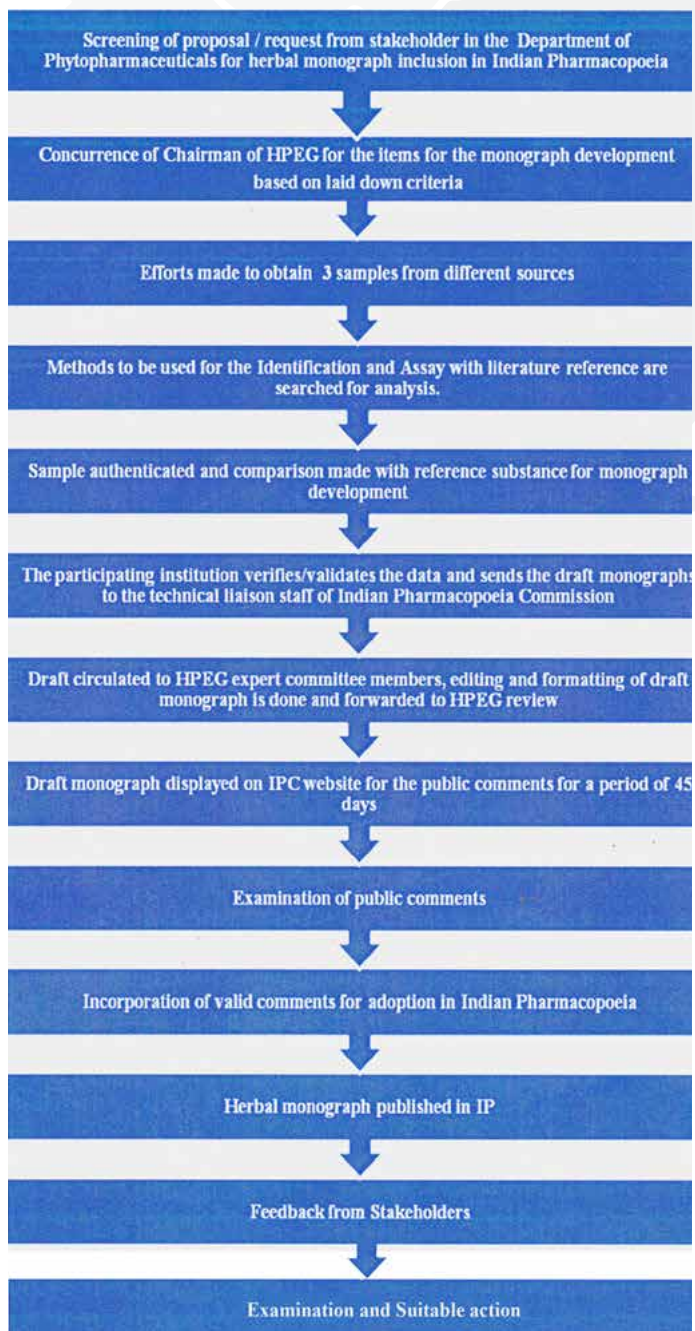 Screening of proposal / request from stakeholder in the Department of
Phytopharmaceuticals for herbal monograph inclusion in Indian Pharmacopoeia
Concurrence of Chairman of HPEG for the items for the monograph development
based on laid down criteria
Efforts made to obtain 3 samples from different sources
Methods to be used for the Identification and Assay with literature reference are
searched for analysis.
Sample authenticated and comparison made with reference substance for monograph
development
The participating institution verifies/validates the data and sends the draft monographs
to the technical liaison staff of Indian Pharmacopoeia Commission
Draft circulated to HPEG expert committee members, editing and formatting of draft
monograph is done and forwarded to HPEG review
Draft monograph displayed on IPC website for the public comments for a period of 45
days
Examination of public comments
Incorporation of valid comments for adoption in Indian Pharmacopoeia
Herbal monograph published in IP
Feedback from Stakeholders
Examination and Suitable action